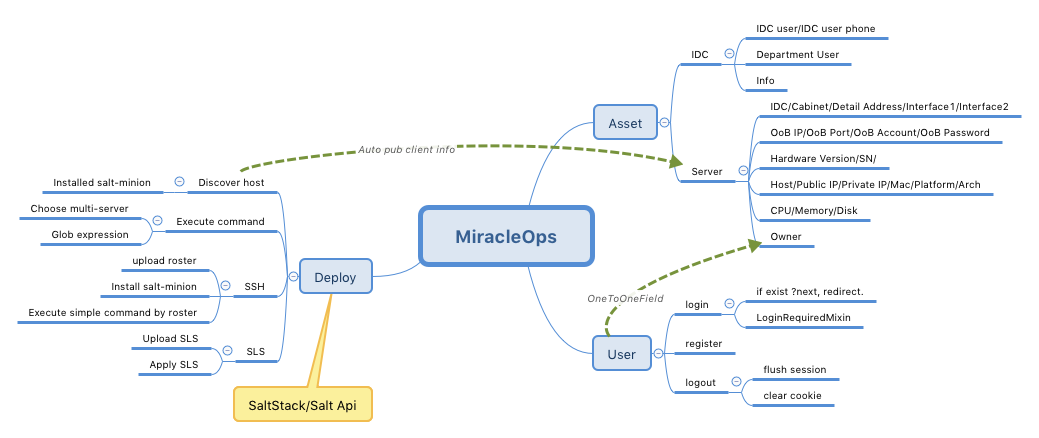 MiracleOps
Asset
IDC
IDC user/IDC user phone
Department User
Info
Server
IDC/Cabinet/Detail Address/Interface1/Interface2
OoB IP/OoB Port/OoB Account/OoB Password
Hardware Version/SN/
Host/Public IP/Private IP/Mac/Platform/Arch
CPU/Memory/Disk
Owner
User
login
if exist ?next, redirect.
LoginRequiredMixin
register
logout
flush session
clear cookie
OneToOneField
Auto pub client info
Deploy
Discover host
Installed salt-minion
Execute command
Choose multi-server
Glob expression
SSH
upload roster
Install salt-minion
Execute simple command by roster
SLS
Upload SLS
Apply SLS
SaltStack/Salt Api